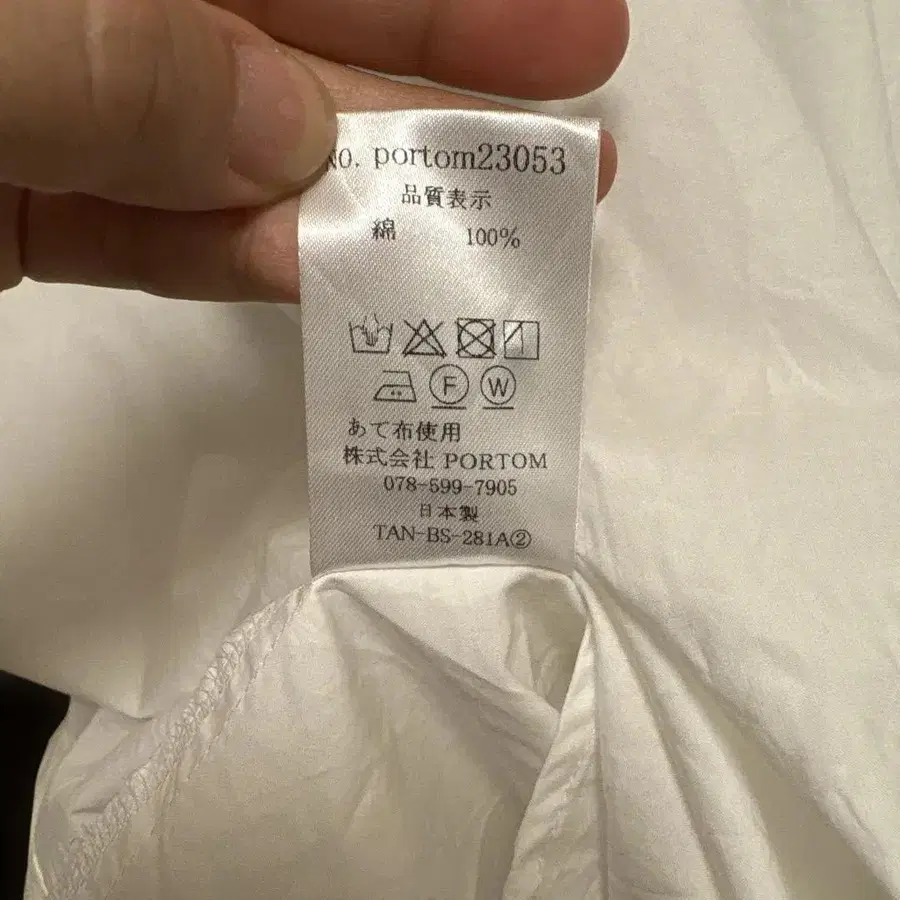 NO. portom23053
品質表示
綿 100%
F W
あて布使用
株式会社 PORTOM
078-599-7905
日本製
TAN-BS-281A②